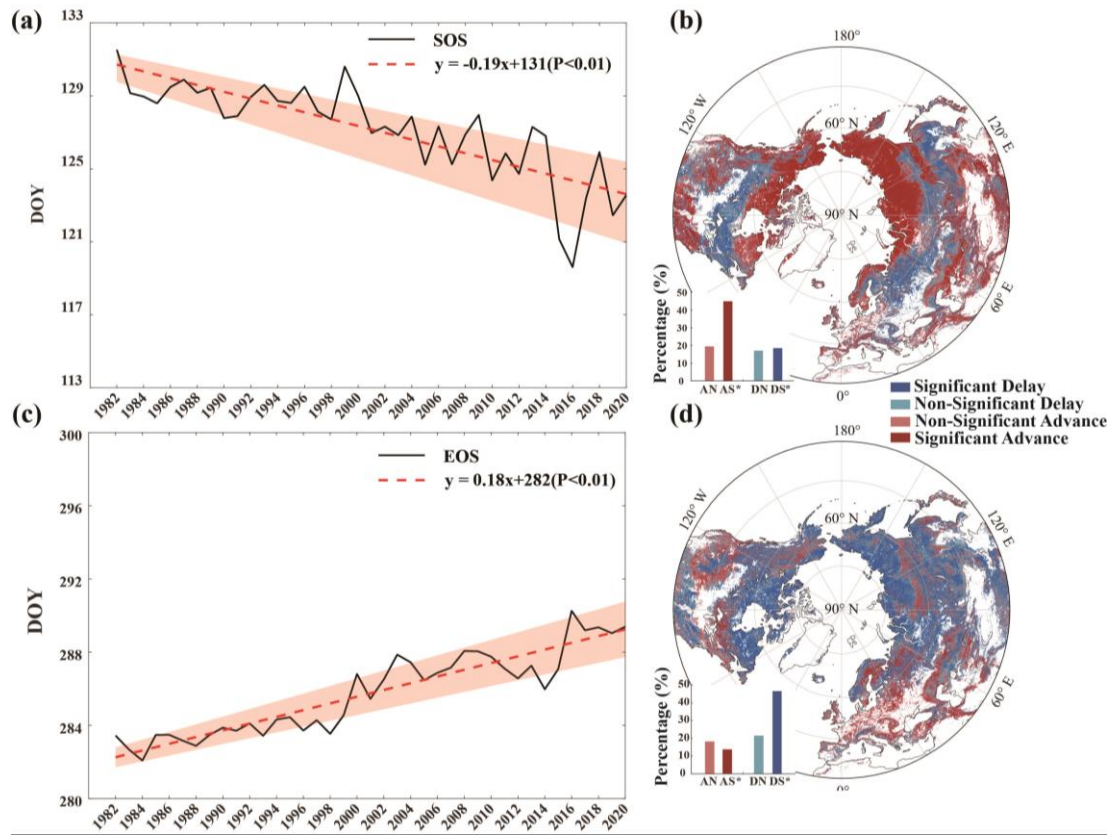 (a)
133
129
125
121
117
113
DOY
SOS
y = -0.19x+131(P<0.01)
1982 1984 1986 1988 1990 1992 1994 1996 1998 2000 2002 2004 2006 2008 2010 2012 2014 2016 2018 2020
(b)
180°
120° W
120° E
60° N
90° N
60° E
0°
Percentage (%)
50
40
30
20
10
0
AN AS* DN DS*
Significant Delay
Non-Significant Delay
Non-Significant Advance
Significant Advance
(c)
300
296
292
288
284
280
DOY
EOS
y = 0.18x+282(P<0.01)
1982 1984 1986 1988 1990 1992 1994 1996 1998 2000 2002 2004 2006 2008 2010 2012 2014 2016 2018 2020
(d)
180°
120° W
120° E
60° N
90° N
60° E
0°
Percentage (%)
50
40
30
20
10
0
AN AS* DN DS*